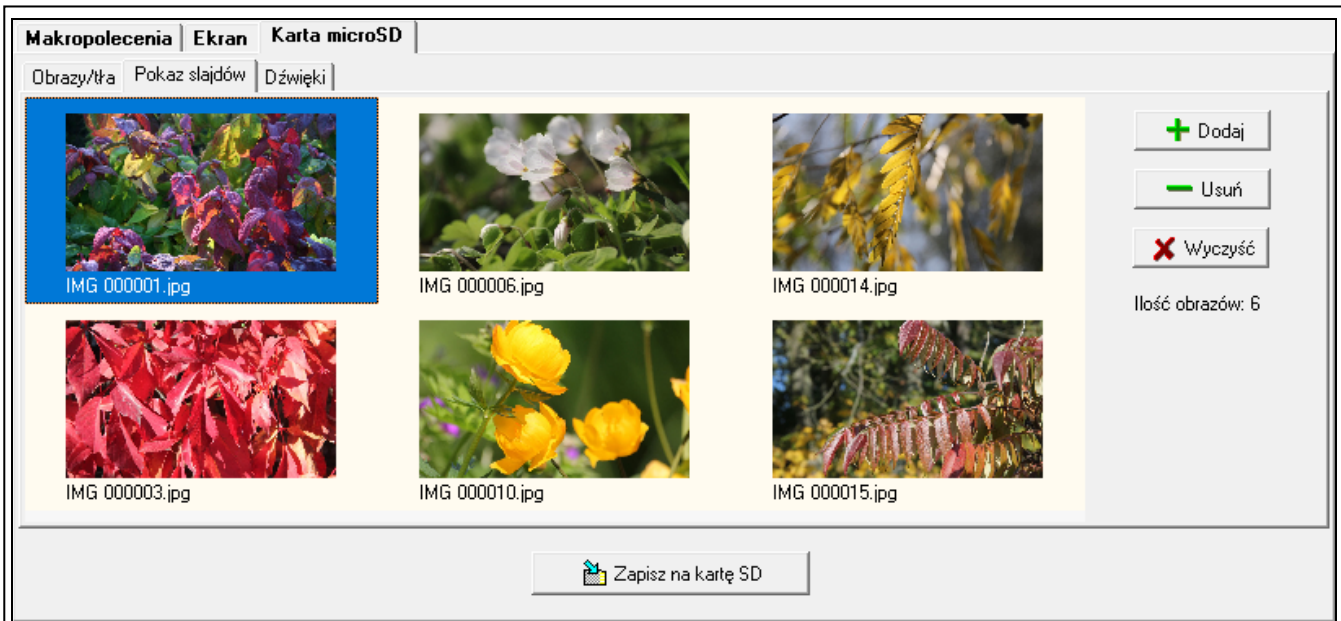 Makropolecenia Ekran Karta microSD
Obrazy/tła Pokaz slajdów Dźwięki
IMG 000001.jpg IMG 000006.jpg IMG 000014.jpg
IMG 000003.jpg IMG 000010.jpg IMG 000015.jpg
Dodaj
Usuń
Wyczyść
Ilość obrazów: 6
Zapisz na kartę SD